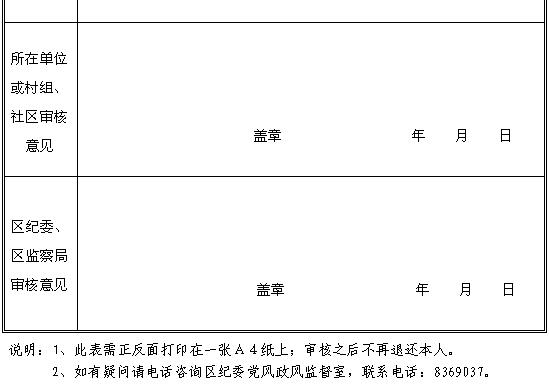 所在单位
或村组、
社区审核
意见
盖章 年 月 日
区纪委、
区监察局
审核意见
盖章 年 月 日
说明：1、此表需正反面打印在一张A4纸上；审核之后不再退还本人。
2、如有疑问请电话咨询区纪委党风政风监督室，联系电话：8369037。